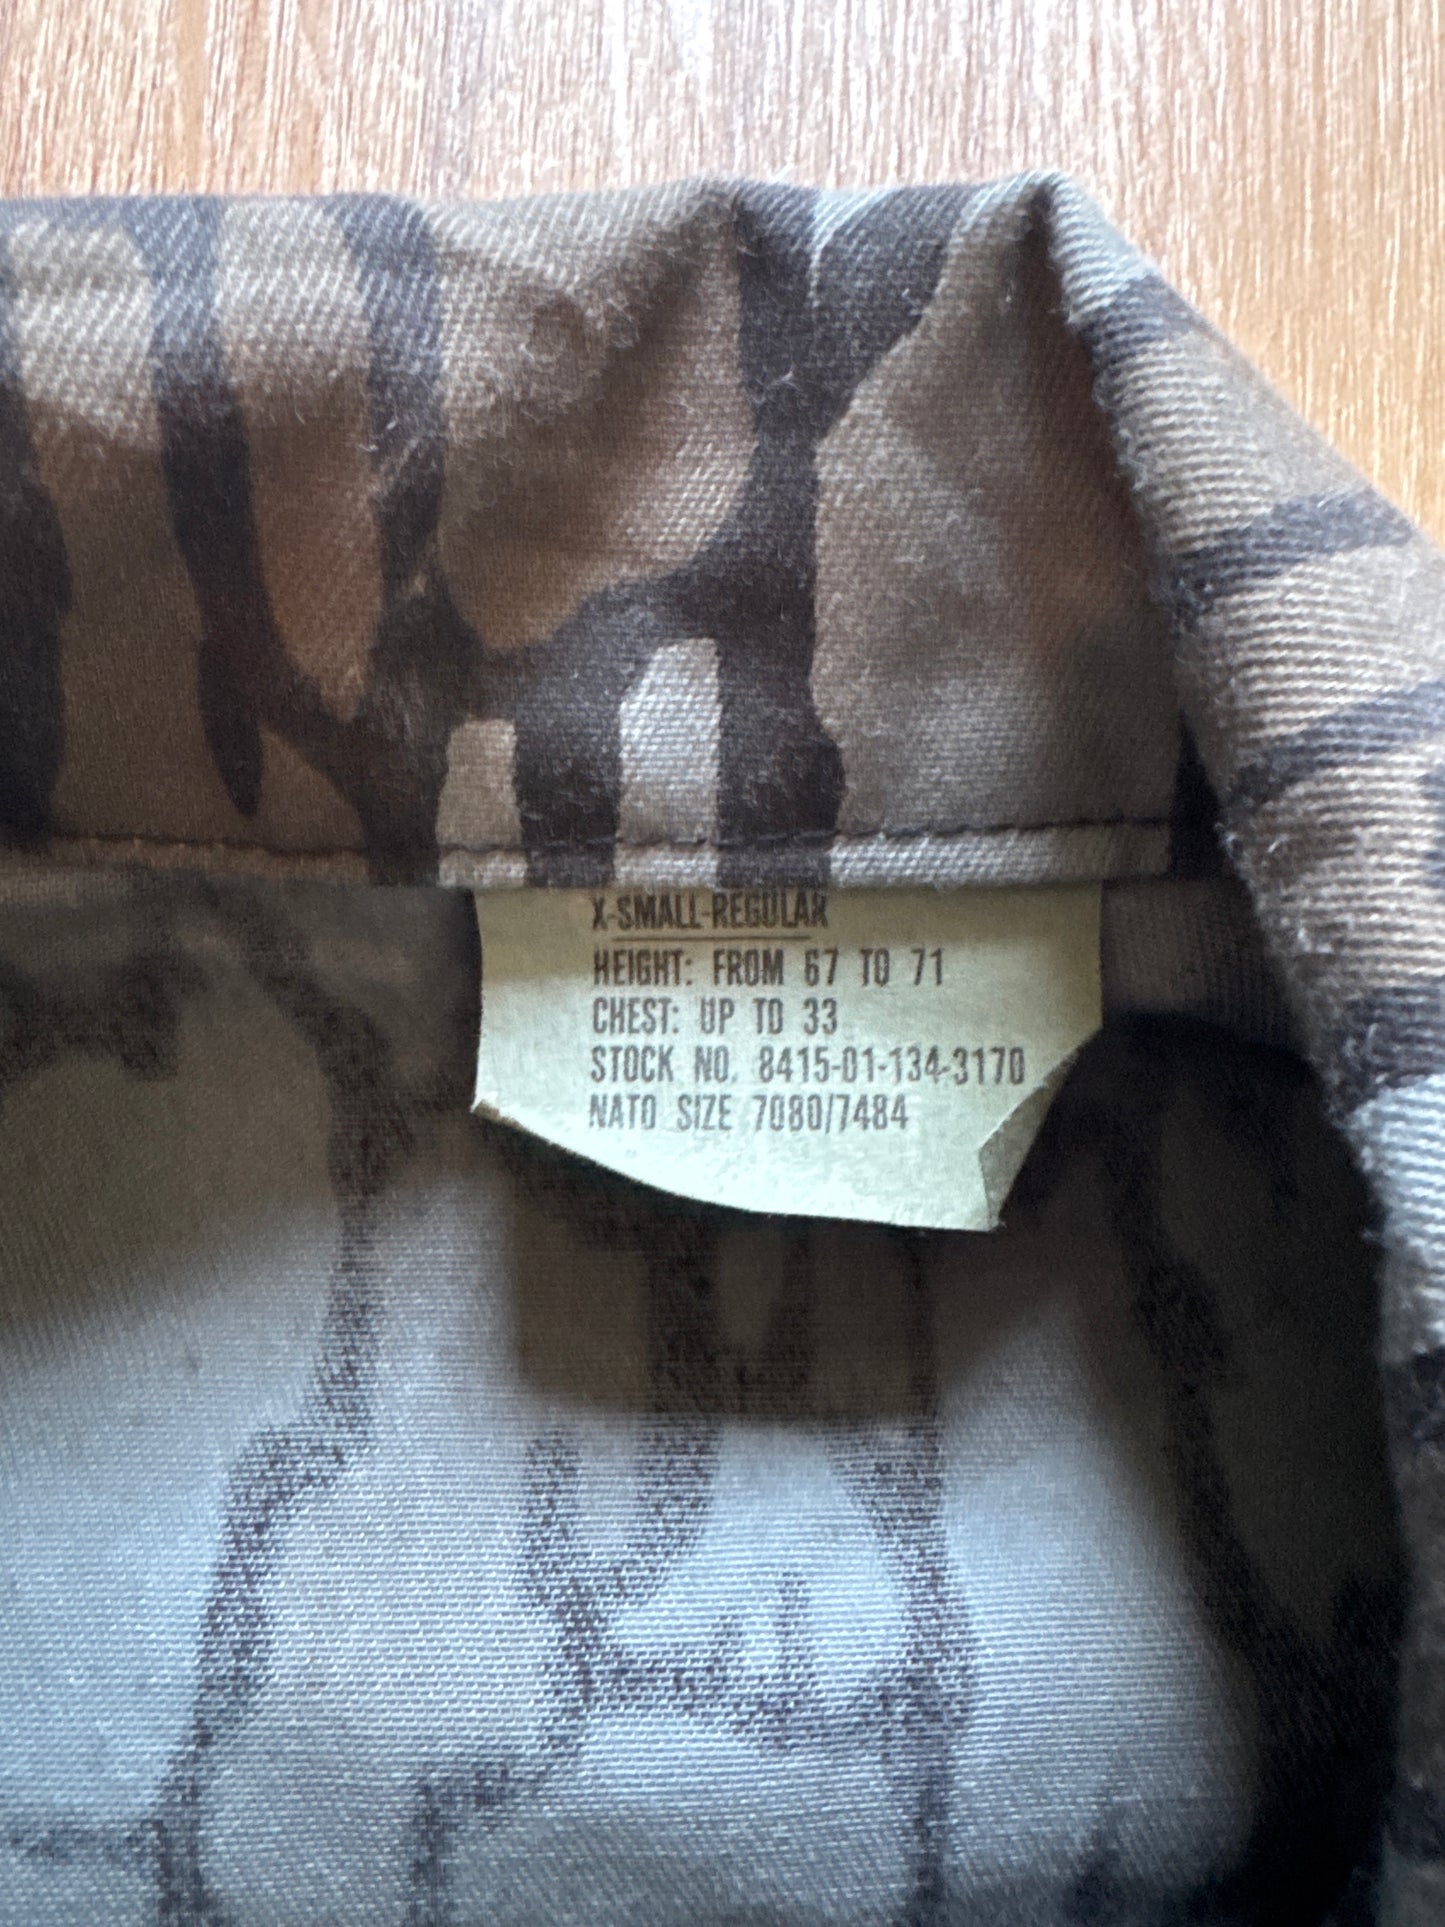 X-SMALL-REGULAR
HEIGHT: FROM 67 TO 71
CHEST: UP TO 33
STOCK NO. 8415-01-134-3170
NATO SIZE 7080/7484